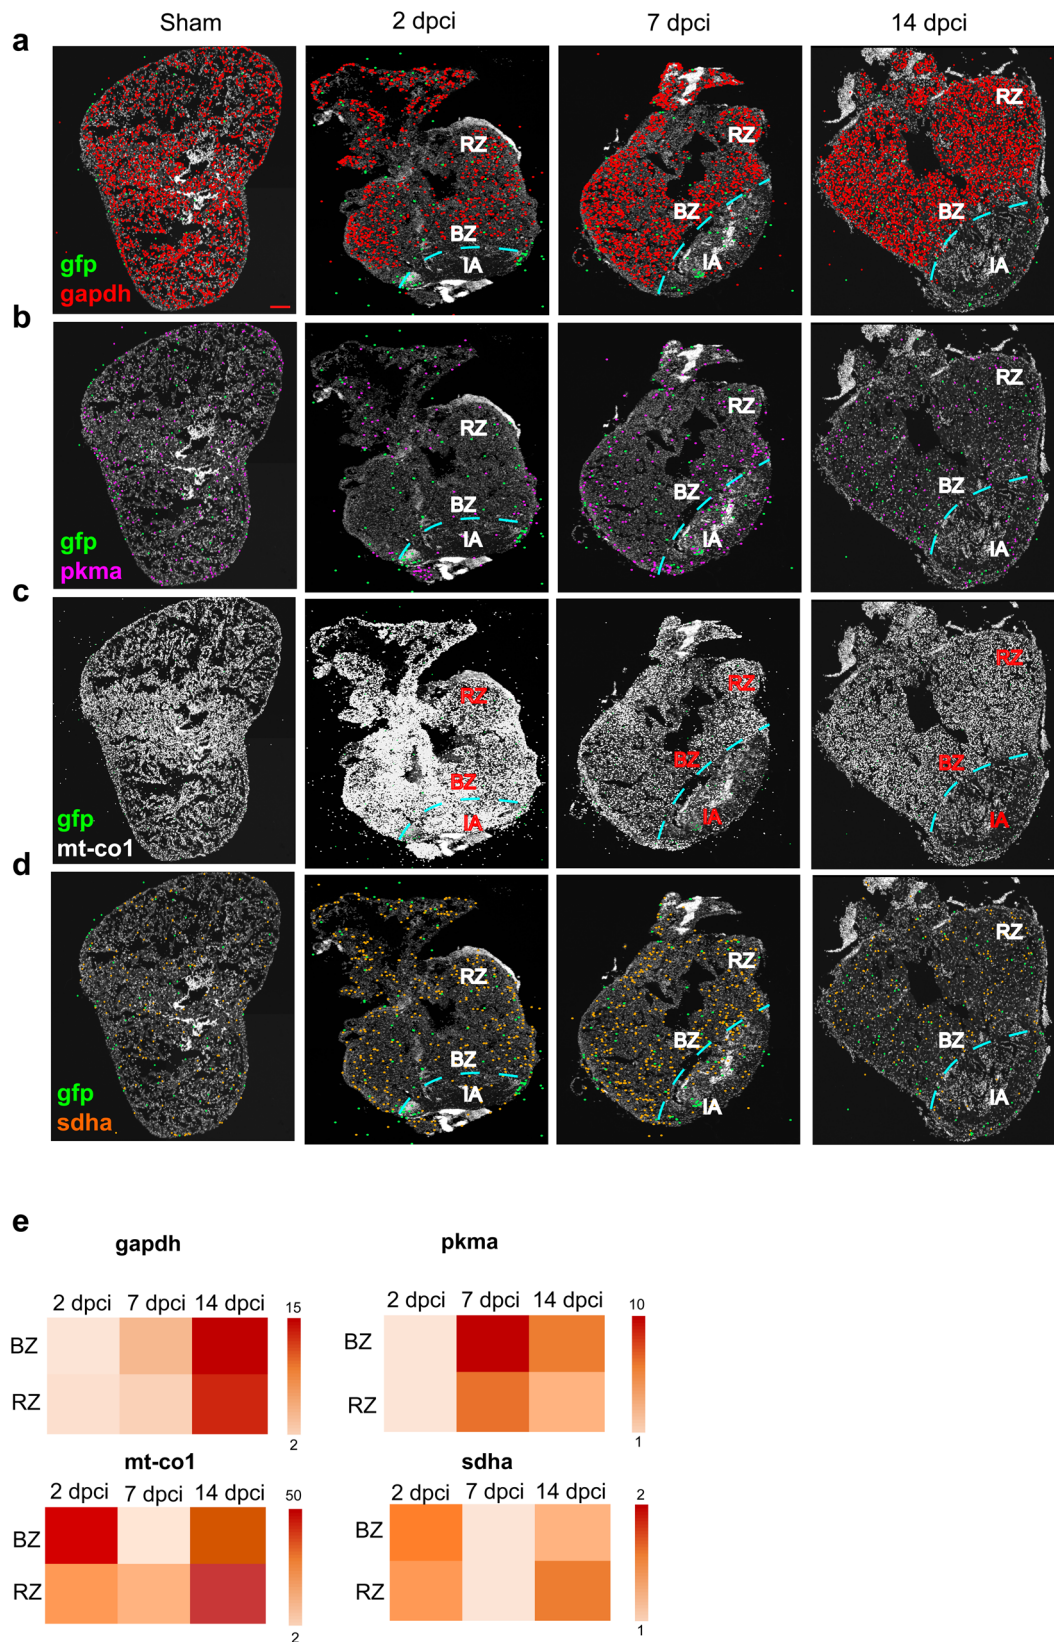 Sham 2 dpci 7 dpci 14 dpci
a
RZ RZ RZ
BZ BZ BZ
IA IA IA
gfp
gapdh
b
RZ RZ RZ
BZ BZ BZ
IA IA IA
gfp
pkma
c
RZ RZ RZ
BZ BZ BZ
IA IA IA
gfp
mt-co1
d
RZ RZ RZ
BZ BZ BZ
IA IA IA
gfp
sdha
e
gapdh
2 dpci 7 dpci 14 dpci
15
BZ
RZ
2
pkma
2 dpci 7 dpci 14 dpci
10
BZ
RZ
1
mt-co1
2 dpci 7 dpci 14 dpci
50
BZ
RZ
2
sdha
2 dpci 7 dpci 14 dpci
2
BZ
RZ
1